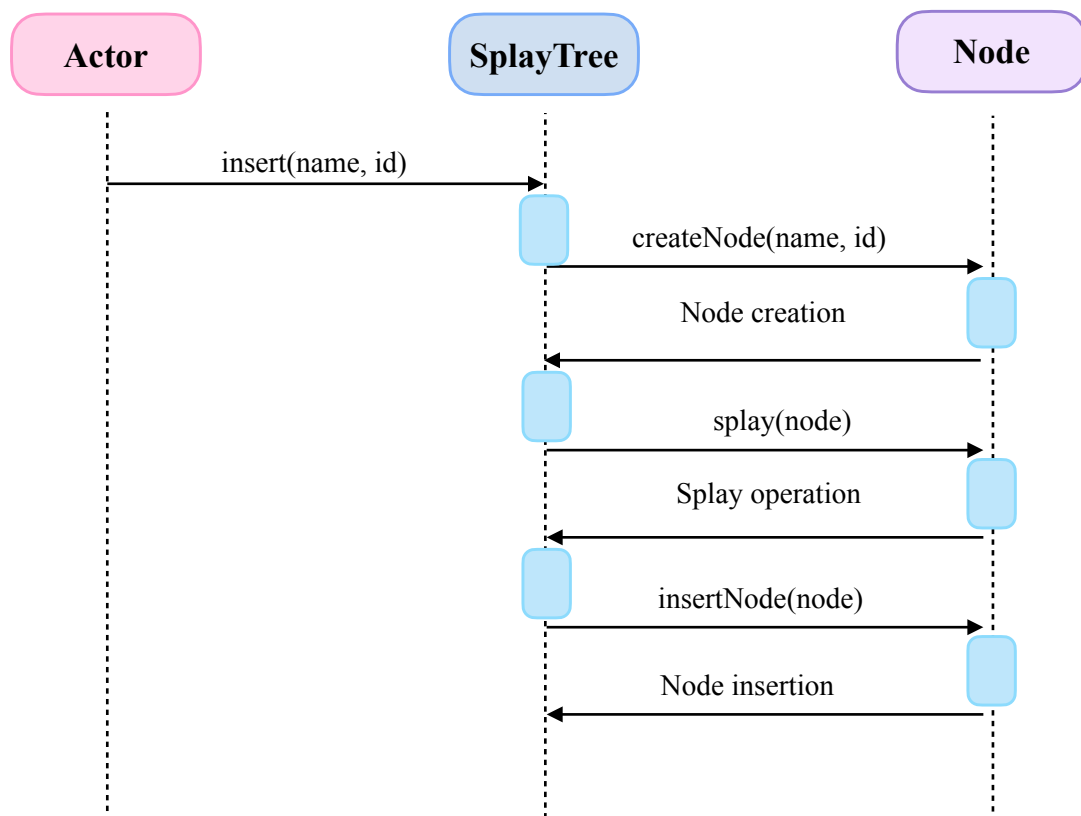 Actor
SplayTree
Node
insert(name, id)
createNode(name, id)
Node creation
splay(node)
Splay operation
insertNode(node)
Node insertion